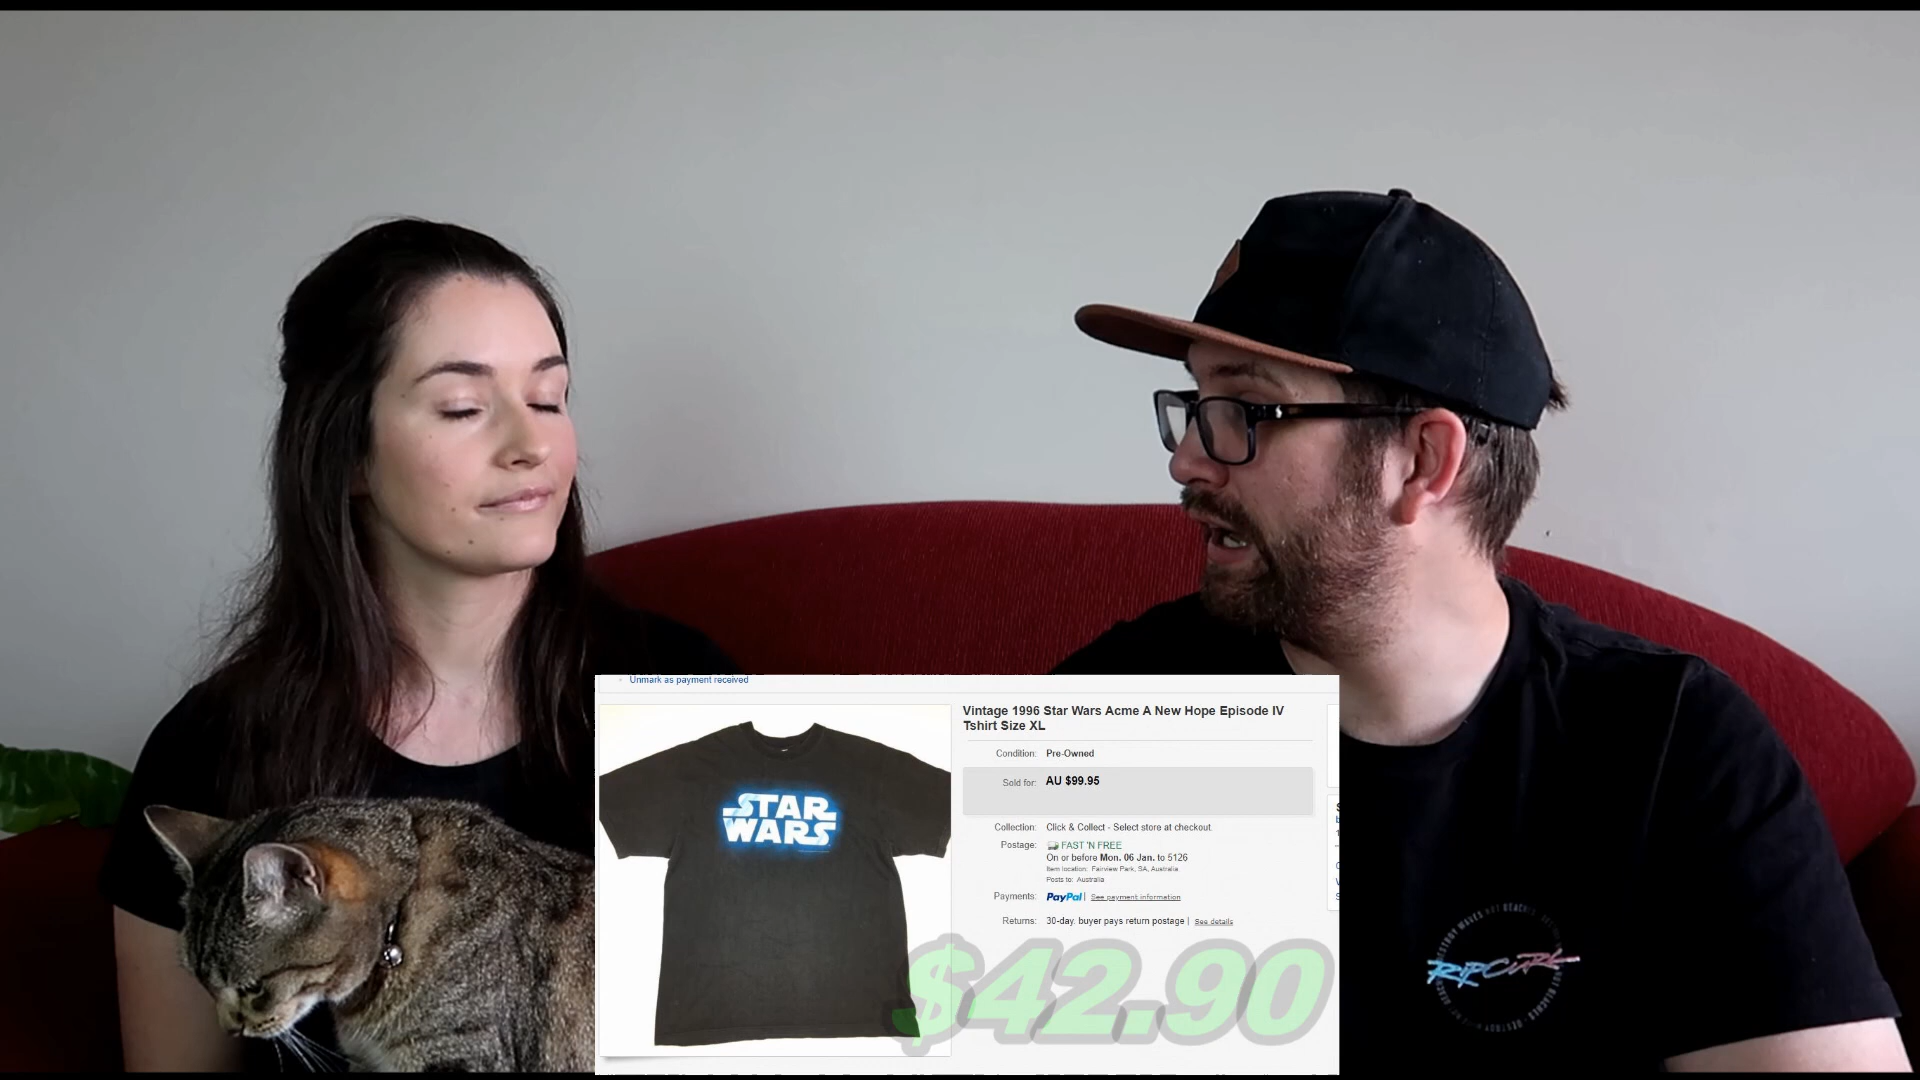 Unmark as payment received
Vintage 1996 Star Wars Acme A New Hope Episode IV
Tshirt Size XL
Condition: Pre-Owned
Sold for: AU $99.95
Collection: Click & Collect - Select store at checkout
Postage: FAST 'N FREE
On or before Mon. 06 Jan. to 5126
Item location: Fairview Park, SA, Australia
Posts to: Australia
Payments: PayPal | See payment information
Returns: 30-day, buyer pays return postage | See details
STAR
WARS
$42.90
RIP CURL